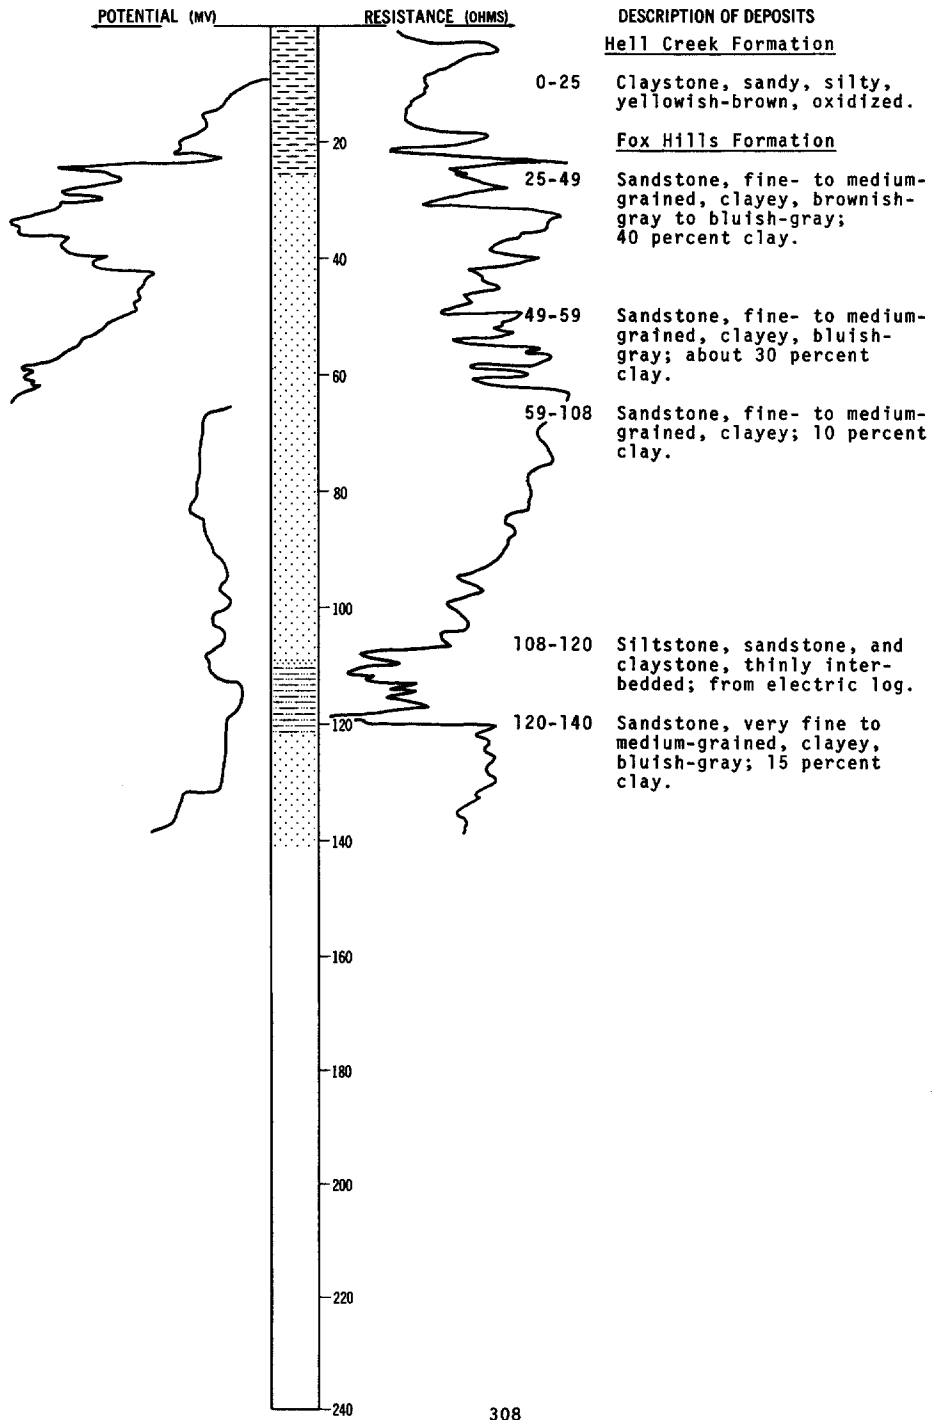 POTENTIAL (MV) RESISTANCE (OHMS) DESCRIPTION OF DEPOSITS
Hell Creek Formation
0-25 Claystone, sandy, silty,
yellowish-brown, oxidized.
20
Fox Hills Formation
25-49 Sandstone, fine- to medium-
grained, clayey, brownish-
gray to bluish-gray;
40 percent clay.
40
49-59 Sandstone, fine- to medium-
grained, clayey, bluish-
gray; about 30 percent
clay.
60
59-108 Sandstone, fine- to medium-
grained, clayey; 10 percent
clay.
80
100
108-120 Siltstone, sandstone, and
claystone, thinly inter-
bedded; from electric log.
120
120-140 Sandstone, very fine to
medium-grained, clayey,
bluish-gray; 15 percent
clay.
140
160
180
200
220
240
308